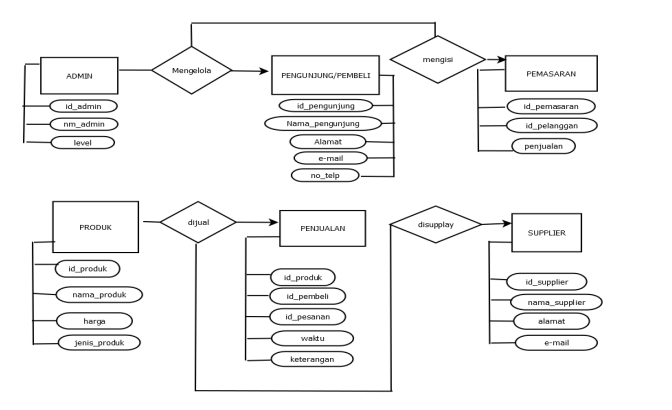 ADMIN
Mengelola
PENGUNJUNG/PEMBELI
mengisi
PEMASARAN
id_admin
nm_admin
level
id_pengunjung
Nama_pengunjung
Alamat
e-mail
no_telp
id_pemasaran
id_pelanggan
penjualan
PRODUK
dijual
PENJUALAN
disupplay
SUPPLIER
id_produk
nama_produk
harga
jenis_produk
id_produk
id_pembeli
id_pesanan
waktu
keterangan
id_supplier
nama_supplier
alamat
e-mail